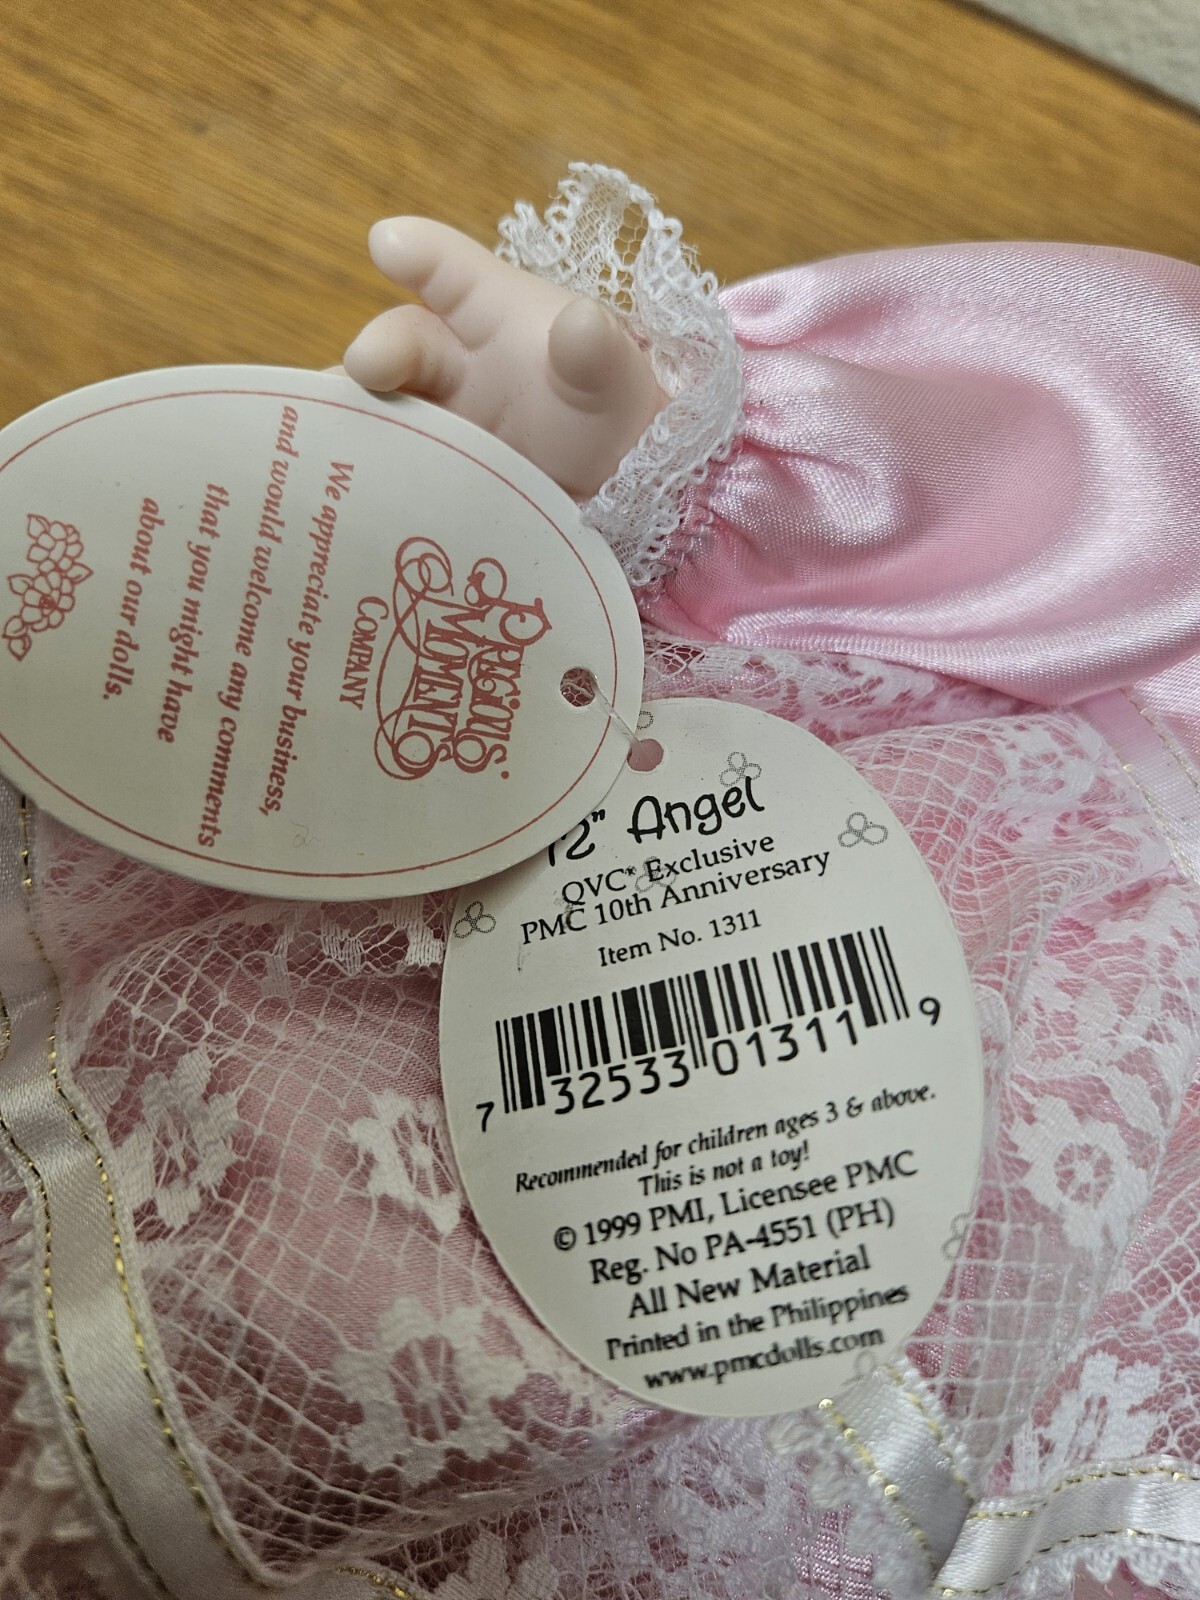 Precious
Moments
Company
We appreciate your business,
and would welcome any comments
that you might have
about our dolls.
12" Angel
QVC* Exclusive
PMC 10th Anniversary
Item No. 1311
7 32533 01311 9
Recommended for children ages 3 & above.
This is not a toy!
© 1999 PMI, Licensee PMC
Reg. No PA-4551 (PH)
All New Material
Printed in the Philippines
www.pmcdolls.com